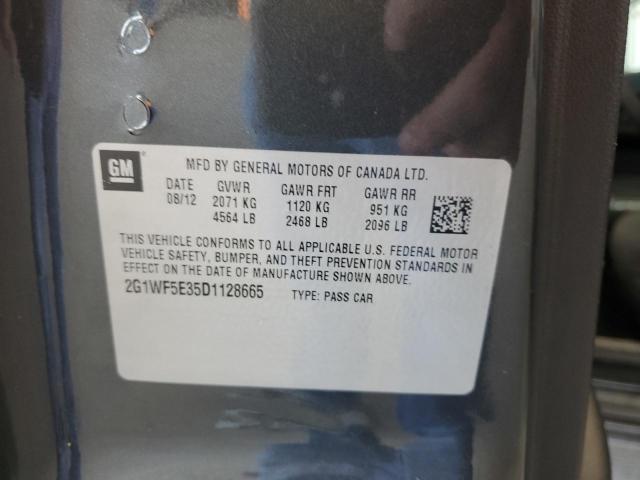 GM ® MFD BY GENERAL MOTORS OF CANADA LTD.
DATE GVWR GAWR FRT GAWR RR
08/12 2071 KG 1120 KG 951 KG
4564 LB 2468 LB 2096 LB
THIS VEHICLE CONFORMS TO ALL APPLICABLE U.S. FEDERAL MOTOR
VEHICLE SAFETY, BUMPER, AND THEFT PREVENTION STANDARDS IN
EFFECT ON THE DATE OF MANUFACTURE SHOWN ABOVE.
2G1WF5E35D1128665 TYPE: PASS CAR